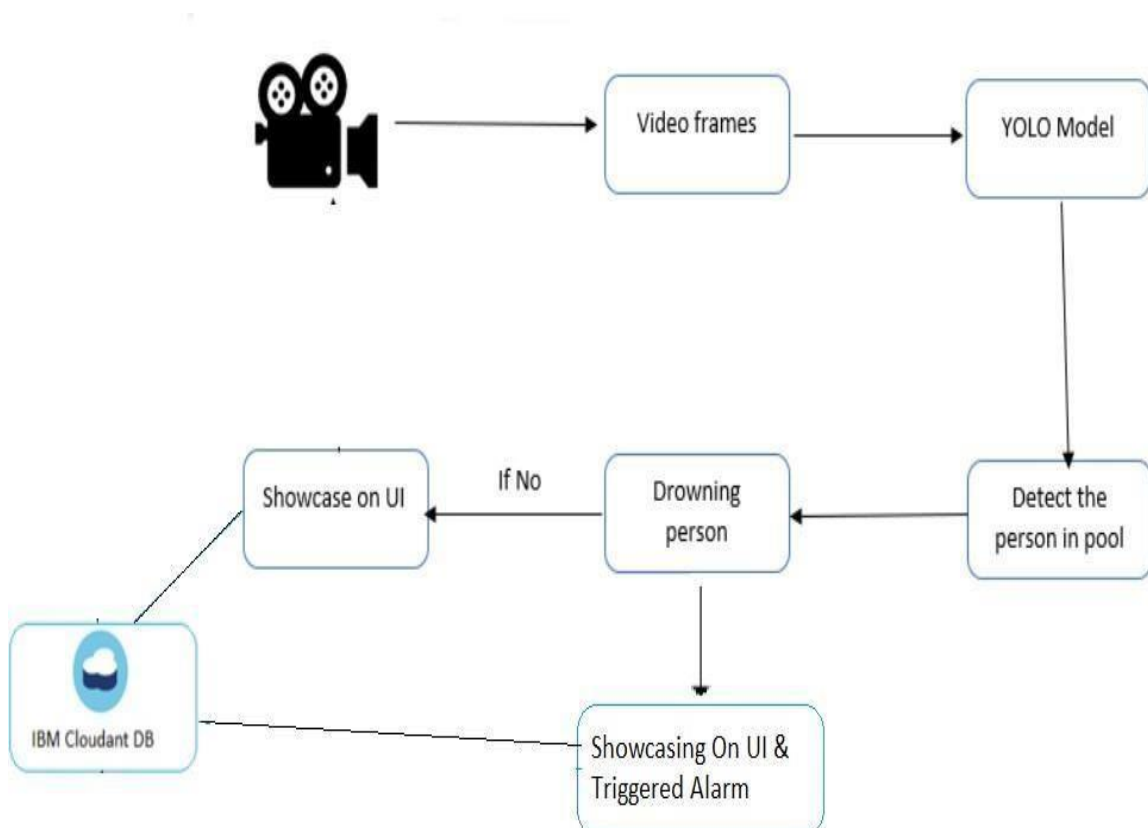 Video frames
YOLO Model
Showcase on UI
If No
Drowning
person
Detect the
person in pool
IBM Cloudant DB
Showcasing On UI &
Triggered Alarm